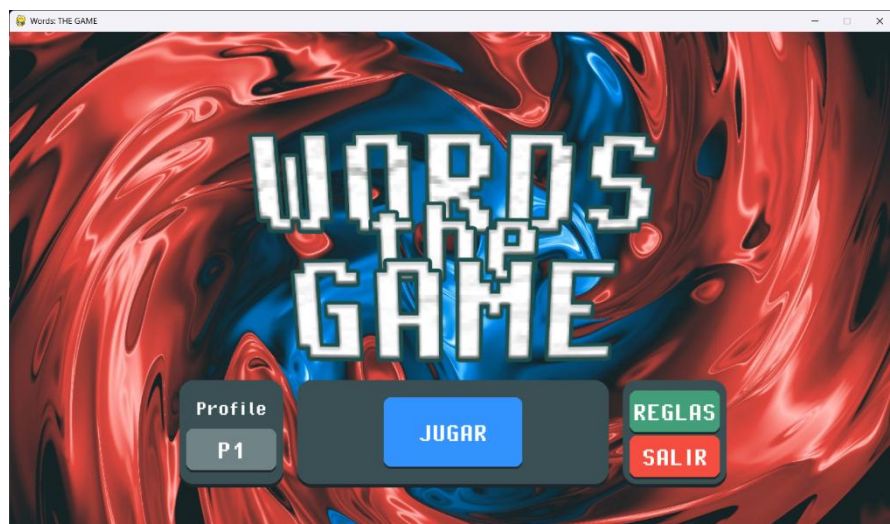 Words: THE GAME
WORDS
the
GAME
Profile
P1
JUGAR
REGLAS
SALIR